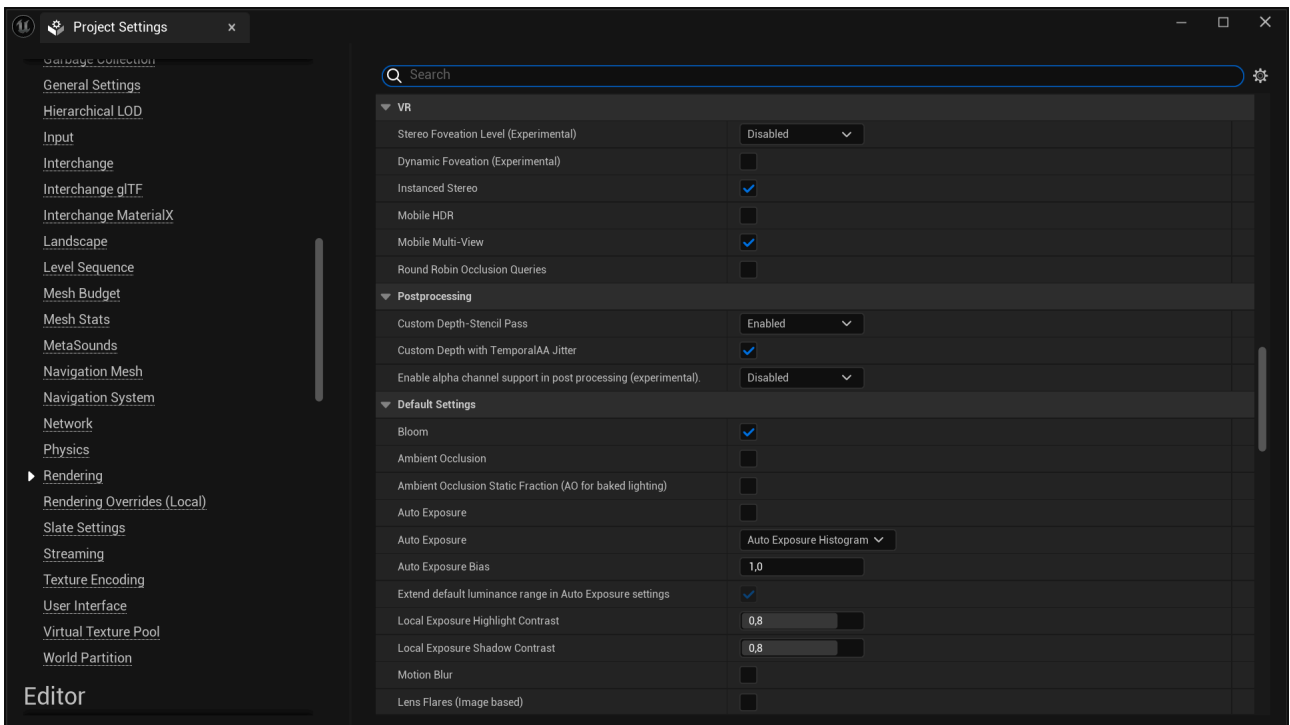 Project Settings
Garbage Collection
General Settings
Hierarchical LOD
Input
Interchange
Interchange glTF
Interchange MaterialX
Landscape
Level Sequence
Mesh Budget
Mesh Stats
MetaSounds
Navigation Mesh
Navigation System
Network
Physics
Rendering
Rendering Overrides (Local)
Slate Settings
Streaming
Texture Encoding
User Interface
Virtual Texture Pool
World Partition
Editor
Search
VR
Stereo Foveation Level (Experimental) Disabled
Dynamic Foveation (Experimental)
Instanced Stereo
Mobile HDR
Mobile Multi-View
Round Robin Occlusion Queries
Postprocessing
Custom Depth-Stencil Pass Enabled
Custom Depth with TemporalAA Jitter
Enable alpha channel support in post processing (experimental). Disabled
Default Settings
Bloom
Ambient Occlusion
Ambient Occlusion Static Fraction (AO for baked lighting)
Auto Exposure
Auto Exposure Auto Exposure Histogram
Auto Exposure Bias 1,0
Extend default luminance range in Auto Exposure settings
Local Exposure Highlight Contrast 0,8
Local Exposure Shadow Contrast 0,8
Motion Blur
Lens Flares (Image based)